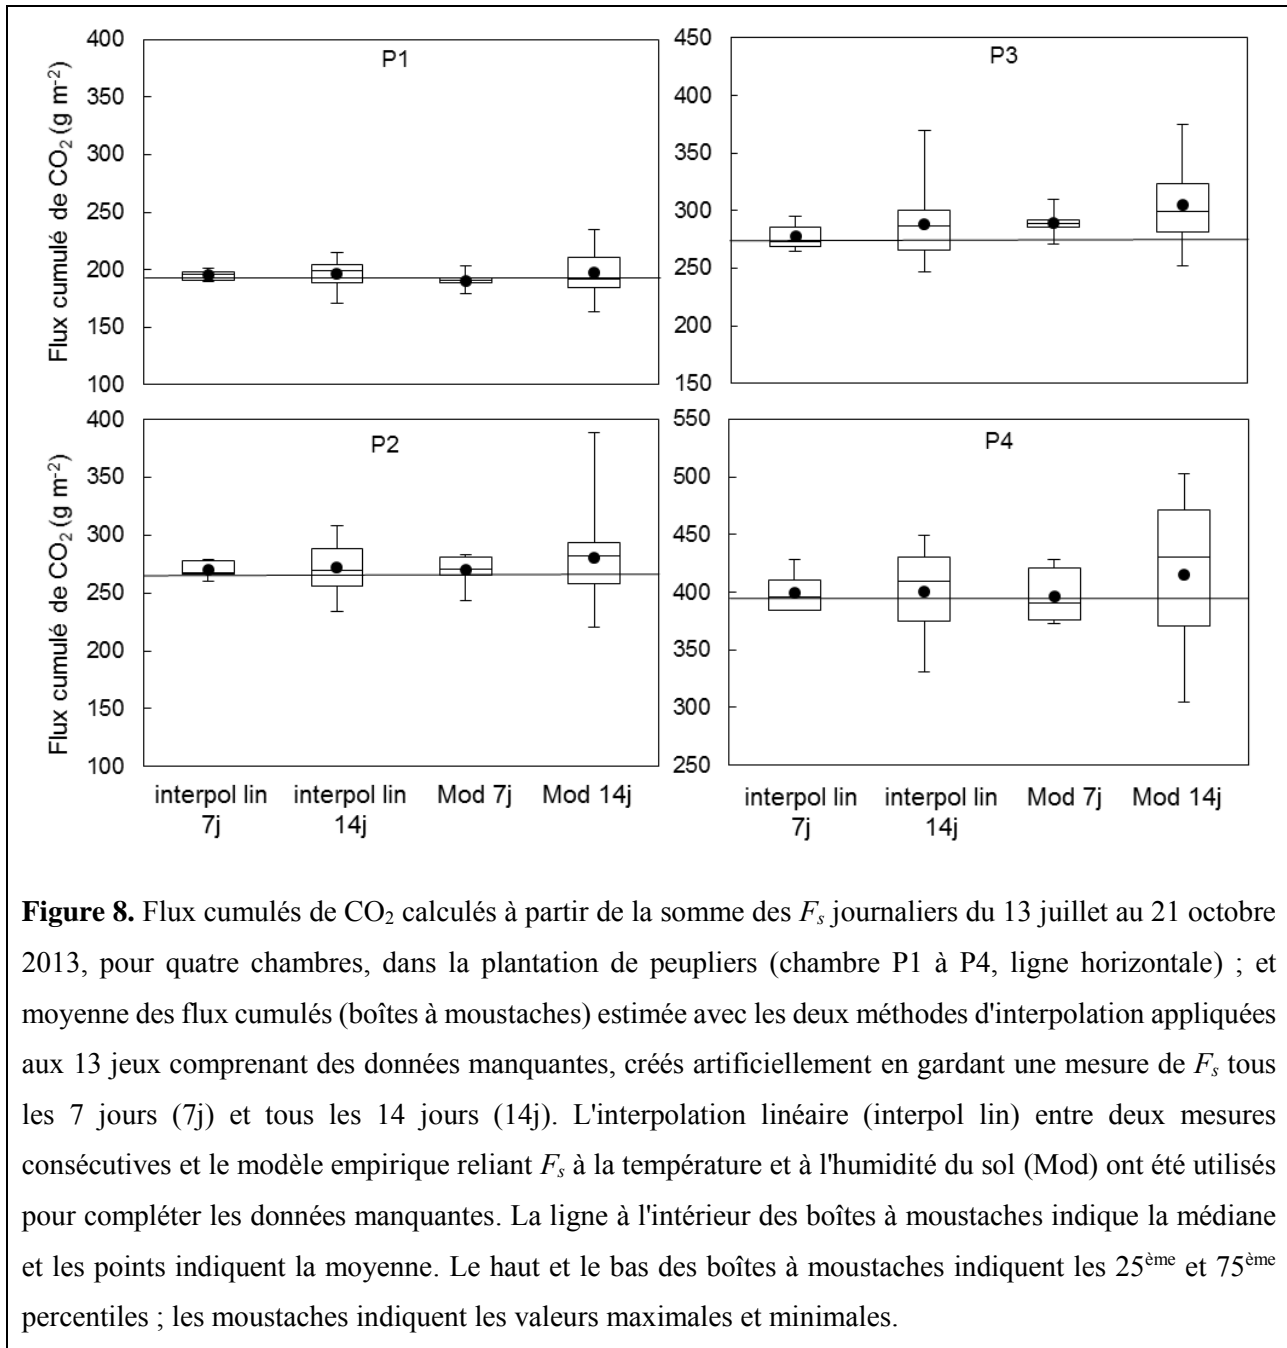 P1
Flux cumulé de CO2 (g m-2)
400
350
300
250
200
150
100
P3
450
400
350
300
250
200
150
P2
Flux cumulé de CO2 (g m-2)
400
350
300
250
200
150
100
interpol lin 7j
interpol lin 14j
Mod 7j
Mod 14j
P4
550
500
450
400
350
300
250
interpol lin 7j
interpol lin 14j
Mod 7j
Mod 14j
Figure 8. Flux cumulés de CO2 calculés à partir de la somme des Fs journaliers du 13 juillet au 21 octobre
2013, pour quatre chambres, dans la plantation de peupliers (chambre P1 à P4, ligne horizontale) ; et
moyenne des flux cumulés (boîtes à moustaches) estimée avec les deux méthodes d'interpolation appliquées
aux 13 jeux comprenant des données manquantes, créés artificiellement en gardant une mesure de Fs tous
les 7 jours (7j) et tous les 14 jours (14j). L'interpolation linéaire (interpol lin) entre deux mesures
consécutives et le modèle empirique reliant Fs à la température et à l'humidité du sol (Mod) ont été utilisés
pour compléter les données manquantes. La ligne à l'intérieur des boîtes à moustaches indique la médiane
et les points indiquent la moyenne. Le haut et le bas des boîtes à moustaches indiquent les 25ème et 75ème
percentiles ; les moustaches indiquent les valeurs maximales et minimales.